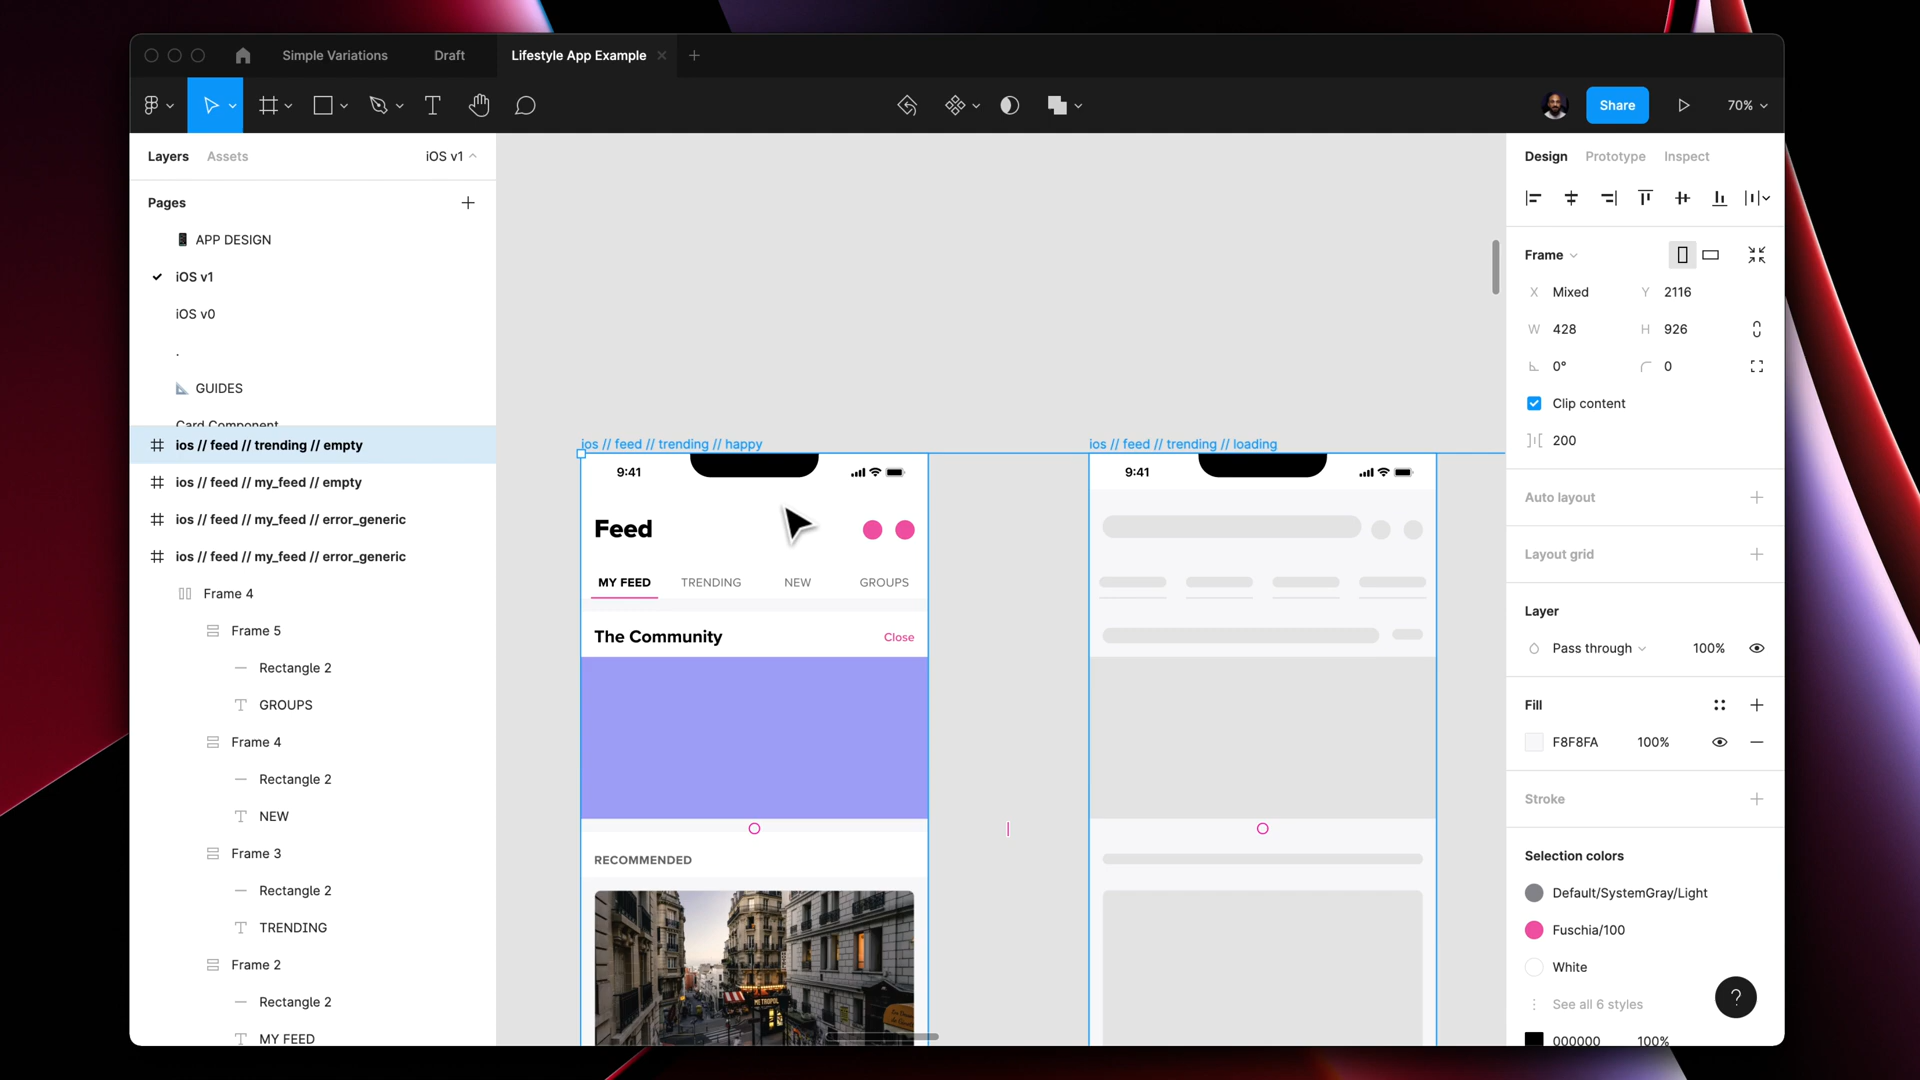 Simple Variations
Draft
Lifestyle App Example
Share
70%
Layers
Assets
iOS v1
Pages
APP DESIGN
iOS v1
iOS v0
.
GUIDES
Card Component
ios // feed // trending // empty
ios // feed // my_feed // empty
ios // feed // my_feed // error_generic
ios // feed // my_feed // error_generic
Frame 4
Frame 5
Rectangle 2
GROUPS
Frame 4
Rectangle 2
NEW
Frame 3
Rectangle 2
TRENDING
Frame 2
Rectangle 2
MY FEED
ios // feed // trending // happy
9:41
Feed
MY FEED
TRENDING
NEW
GROUPS
The Community
Close
RECOMMENDED
METROPOL
ios // feed // trending // loading
9:41
Design
Prototype
Inspect
Frame
X Mixed
Y 2116
W 428
H 926
0°
0
Clip content
200
Auto layout
Layout grid
Layer
Pass through
100%
Fill
F8F8FA
100%
Stroke
Selection colors
Default/SystemGray/Light
Fuschia/100
White
See all 6 styles
?
000000
100%